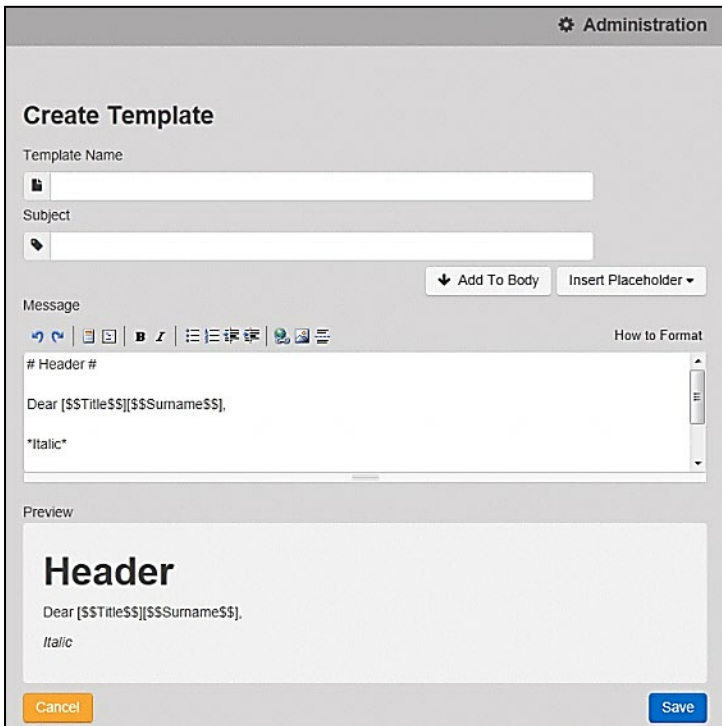 Administration
Create Template
Template Name
Subject
Add To Body Insert Placeholder
Message
B I How to Format
# Header #
Dear [$$Title$$][$$Surname$$],
*Italic*
Preview
Header
Dear [$$Title$$][$$Surname$$],
Italic
Cancel Save